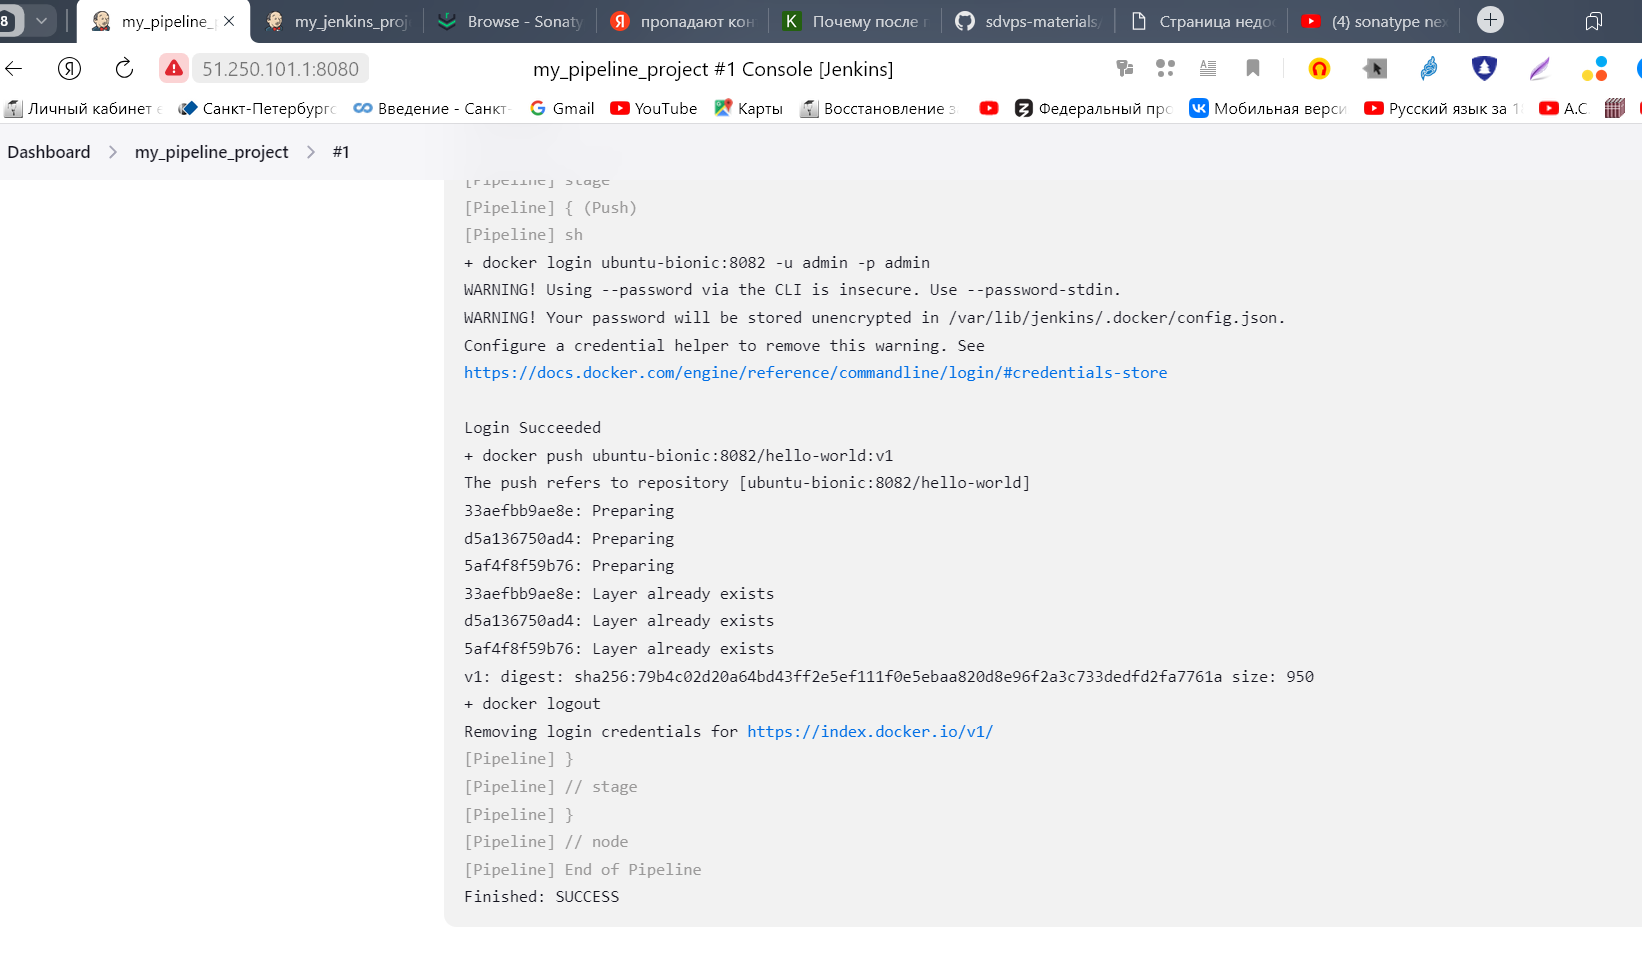 8 my_pipeline_ my_jenkins_proj Browse - Sonaty пропадают кон Почему после sdvps-materials/ Страница недо (4) sonatype nex
51.250.101.1:8080 my_pipeline_project #1 Console [Jenkins]
Личный кабинет Санкт-Петербург Введение - Санкт- Gmail YouTube Карты Восстановление з Федеральный про Мобильная верси Русский язык за 1 А.С.
Dashboard my_pipeline_project #1
[Pipeline] stage
[Pipeline] { (Push)
[Pipeline] sh
+ docker login ubuntu-bionic:8082 -u admin -p admin
WARNING! Using --password via the CLI is insecure. Use --password-stdin.
WARNING! Your password will be stored unencrypted in /var/lib/jenkins/.docker/config.json.
Configure a credential helper to remove this warning. See
https://docs.docker.com/engine/reference/commandline/login/#credentials-store
Login Succeeded
+ docker push ubuntu-bionic:8082/hello-world:v1
The push refers to repository [ubuntu-bionic:8082/hello-world]
33aefbb9ae8e: Preparing
d5a136750ad4: Preparing
5af4f8f59b76: Preparing
33aefbb9ae8e: Layer already exists
d5a136750ad4: Layer already exists
5af4f8f59b76: Layer already exists
v1: digest: sha256:79b4c02d20a64bd43ff2e5ef111f0e5ebaa820d8e96f2a3c733dedfd2fa7761a size: 950
+ docker logout
Removing login credentials for https://index.docker.io/v1/
[Pipeline] }
[Pipeline] // stage
[Pipeline] }
[Pipeline] // node
[Pipeline] End of Pipeline
Finished: SUCCESS